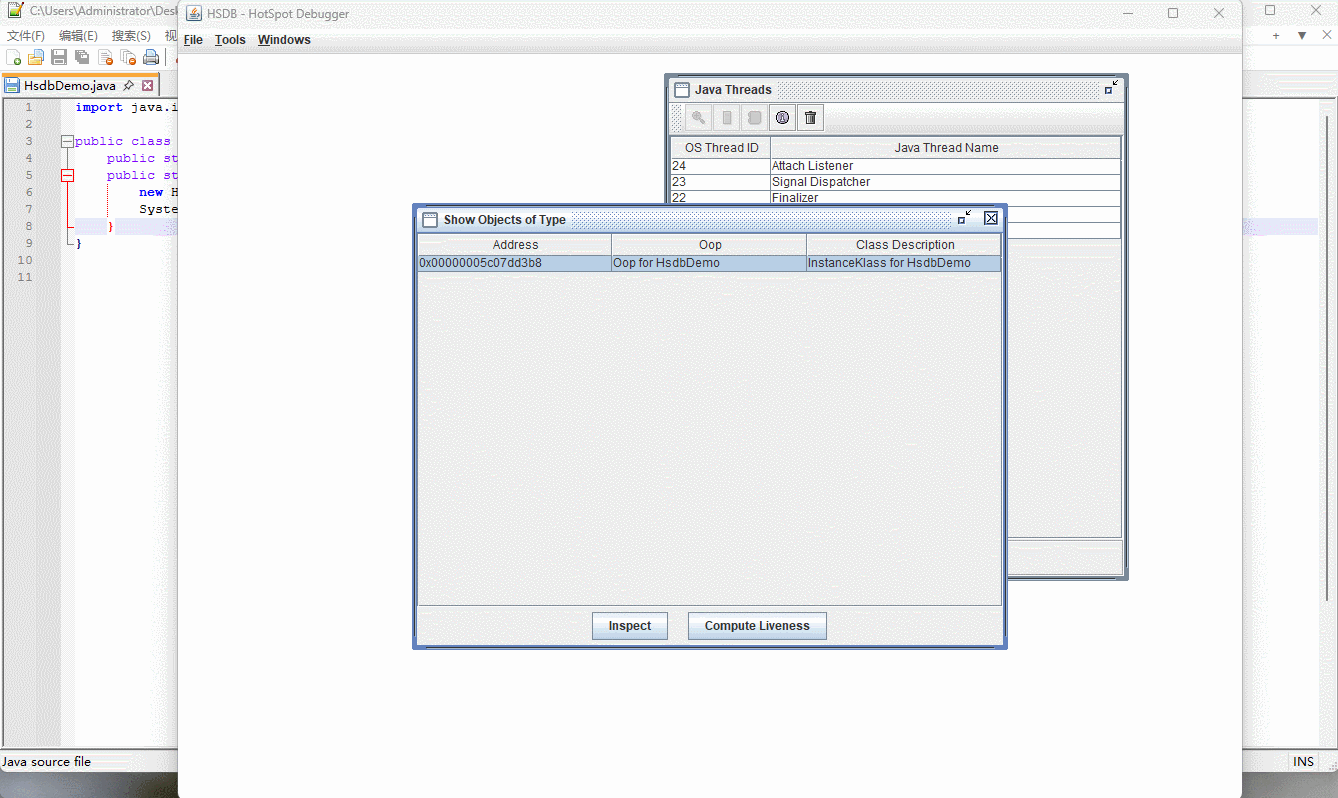 C:\Users\Administrator\Desk
HSDB - HotSpot Debugger
文件(F) 编辑(E) 搜索(S) 视
File Tools Windows
HsdbDemo.java
1 import java.i
2
3 public class
4 public st
5 public st
6 new H
7 Syste
8 }
9 }
10
11
Java Threads
OS Thread ID Java Thread Name
24 Attach Listener
23 Signal Dispatcher
22 Finalizer
Show Objects of Type
Address Oop Class Description
0x00000005c07dd3b8 Oop for HsdbDemo InstanceKlass for HsdbDemo
Inspect Compute Liveness
Java source file
INS